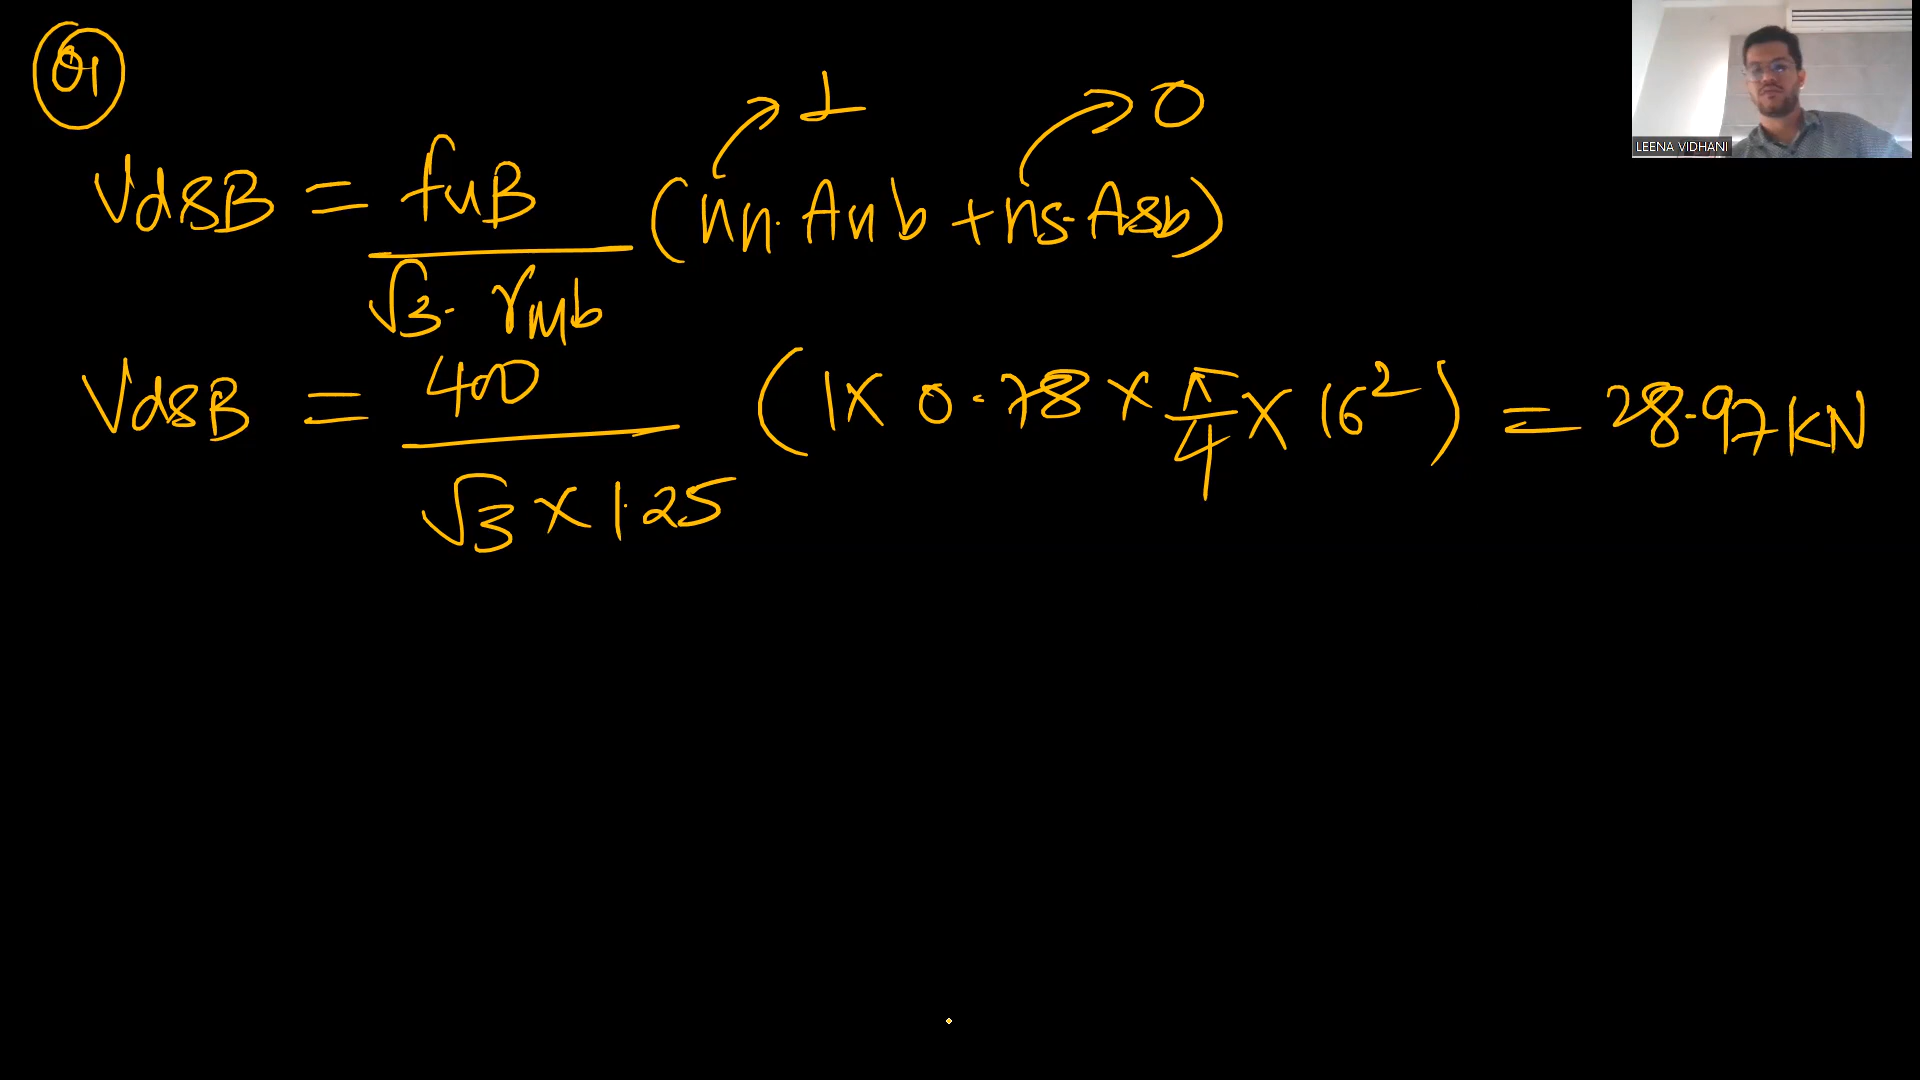 Q1
LEENA VIDHANI
→ 1 → 0
VdsB = fuB / √3. γmb (nn. Anb + ns. Asb)
VdsB = 400 / √3 × 1.25 (1 × 0.78 × π/4 × 16²) = 28.97 KN